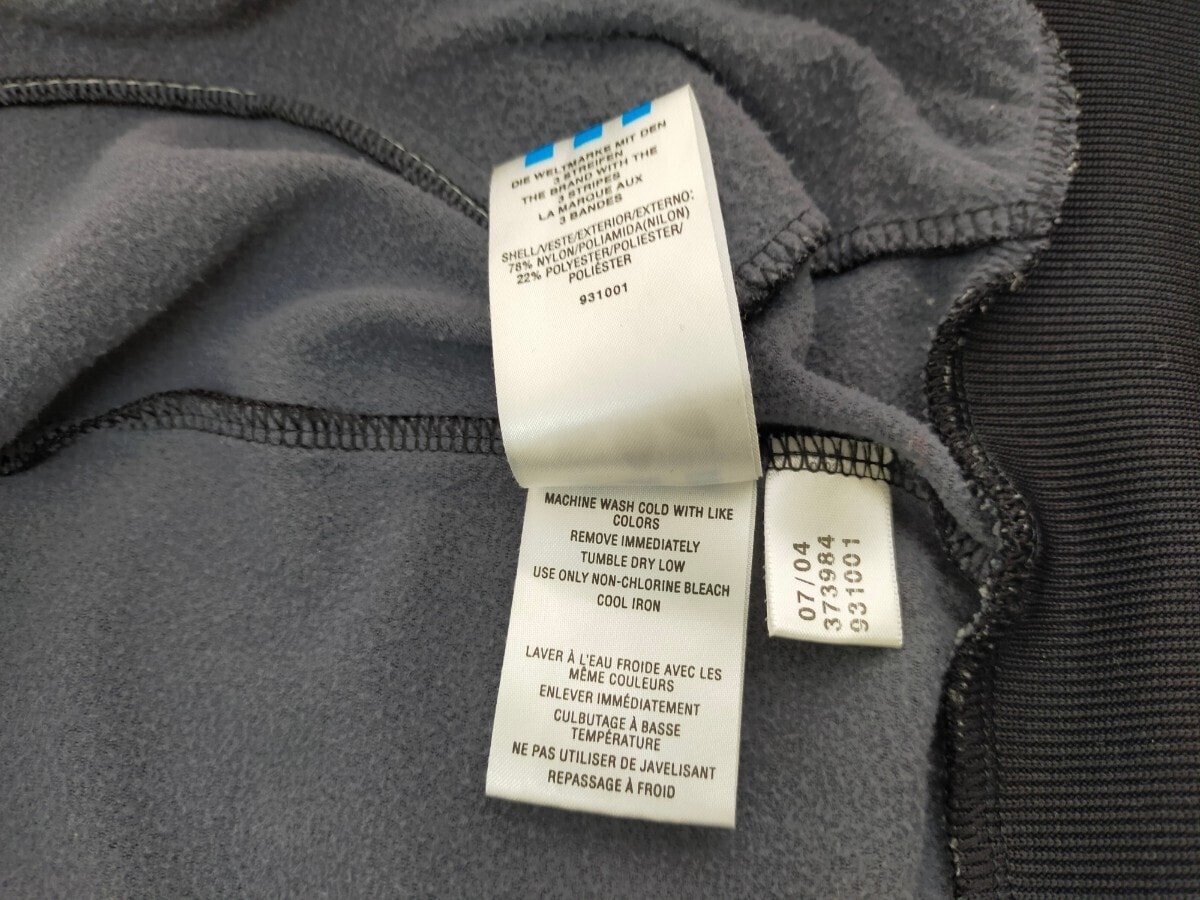 DIE WELTMARKE MIT DEN
3 STREIFEN
THE BRAND WITH THE
3 STRIPES
LA MARQUE AUX
3 BANDES
SHELL/VESTE/EXTERIOR/EXTERNO:
78% NYLON/POLIAMIDA(NILON)
22% POLYESTER/POLIESTER/
POLIÉSTER
931001
MACHINE WASH COLD WITH LIKE
COLORS
REMOVE IMMEDIATELY
TUMBLE DRY LOW
USE ONLY NON-CHLORINE BLEACH
COOL IRON
LAVER À L'EAU FROIDE AVEC LES
MÊME COULEURS
ENLEVER IMMÉDIATEMENT
CULBUTAGE À BASSE
TEMPÉRATURE
NE PAS UTILISER DE JAVELISANT
REPASSAGE À FROID
07/04
373984
931001